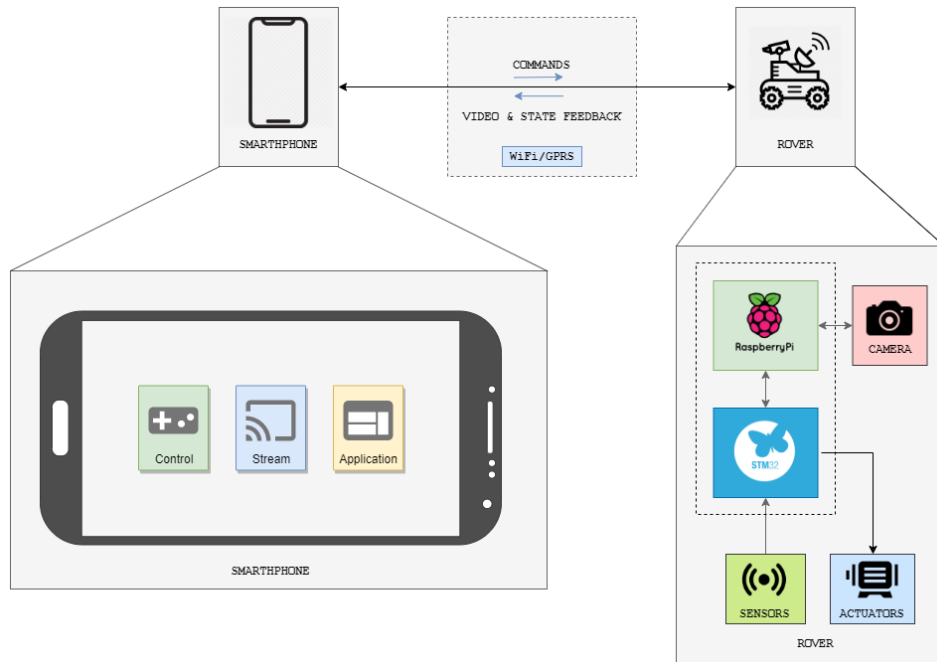 COMMANDS
VIDEO & STATE FEEDBACK
WiFi/GPRS
SMARTHPHONE
ROVER
RaspberryPi
CAMERA
Control
Stream
Application
STM32
SMARTHPHONE
SENSORS
ACTUATORS
ROVER